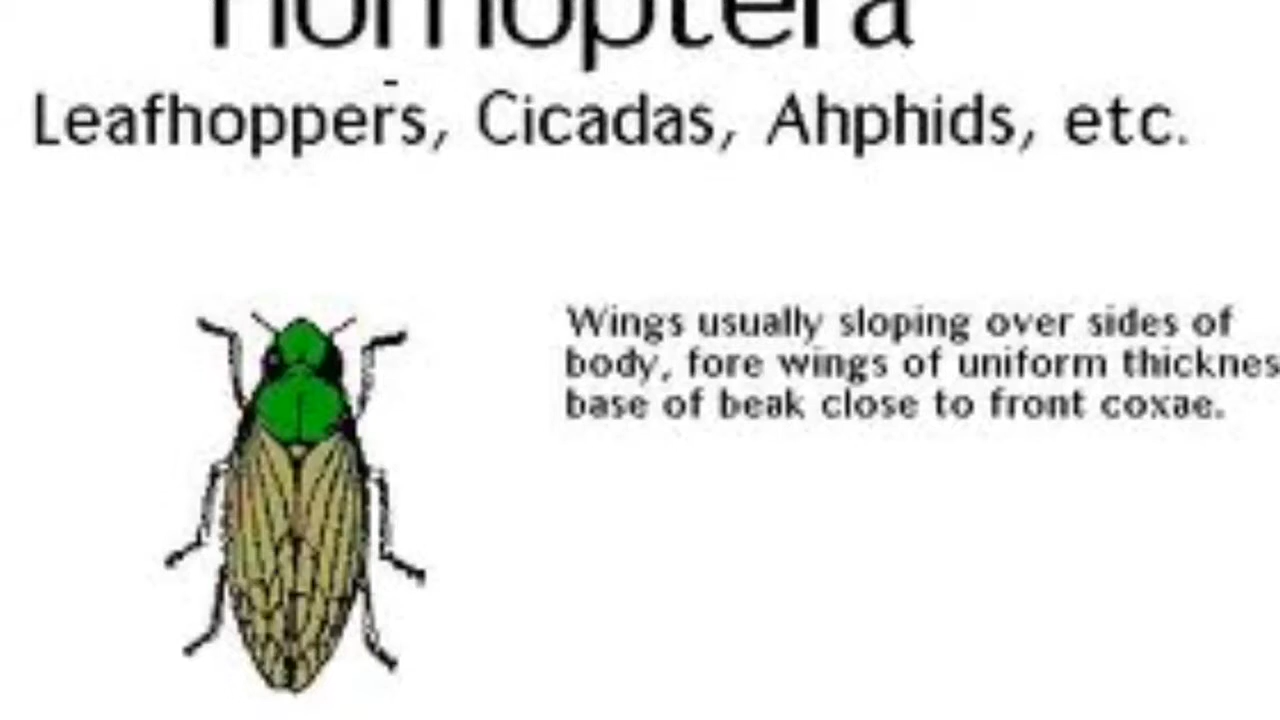 Homoptera
Leafhoppers, Cicadas, Ahphids, etc.
Wings usually sloping over sides of
body, fore wings of uniform thicknes
base of beak close to front coxae.